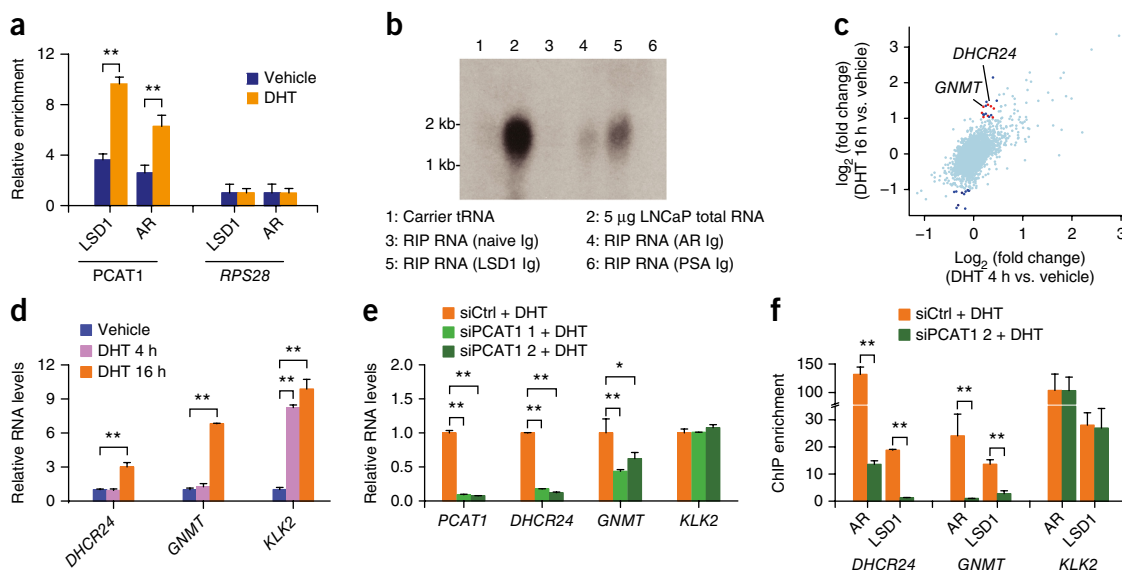 a
Relative enrichment
12
8
4
0
**
**
Vehicle
DHT
LSD1
AR
LSD1
AR
PCAT1
RPS28
b
1 2 3 4 5 6
2 kb
1 kb
1: Carrier tRNA
2: 5 µg LNCaP total RNA
3: RIP RNA (naive Ig)
4: RIP RNA (AR Ig)
5: RIP RNA (LSD1 Ig)
6: RIP RNA (PSA Ig)
c
log2 (fold change)
(DHT 16 h vs. vehicle)
3
2
1
0
−1
DHCR24
GNMT
−1 0 1 2 3
Log2 (fold change)
(DHT 4 h vs. vehicle)
d
Vehicle
DHT 4 h
DHT 16 h
Relative RNA levels
12
9
6
3
0
**
**
**
**
DHCR24
GNMT
KLK2
e
siCtrl + DHT
siPCAT1 1 + DHT
siPCAT1 2 + DHT
Relative RNA levels
2.0
1.5
1.0
0.5
0.0
**
**
**
**
*
**
PCAT1
DHCR24
GNMT
KLK2
f
siCtrl + DHT
siPCAT1 2 + DHT
ChIP enrichment
150
100
30
20
10
0
**
**
**
**
AR
LSD1
AR
LSD1
AR
LSD1
DHCR24
GNMT
KLK2